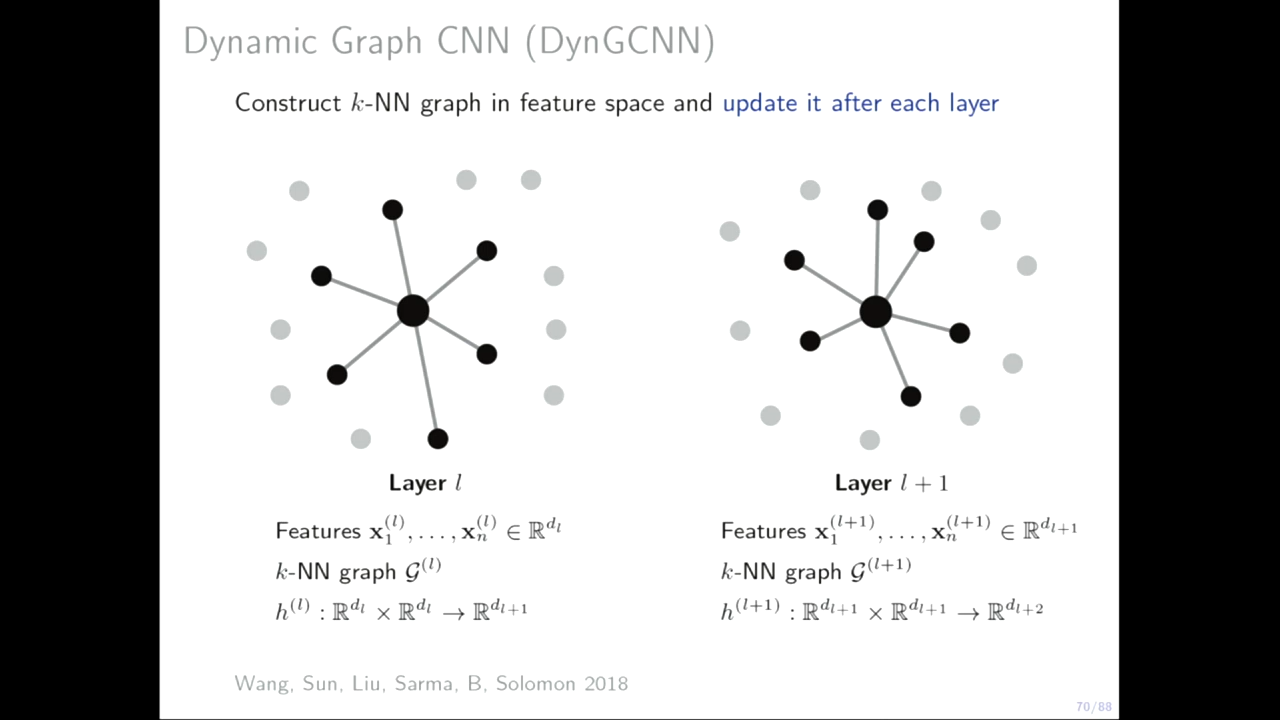 Dynamic Graph CNN (DynGCNN)
Construct k-NN graph in feature space and update it after each layer
Layer l
Features x₁⁽ˡ⁾, . . . , xₙ⁽ˡ⁾ ∈ ℝ^{d_l}
k-NN graph 𝒢⁽ˡ⁾
h⁽ˡ⁾ : ℝ^{d_l} × ℝ^{d_l} → ℝ^{d_{l+1}}
Layer l + 1
Features x₁⁽ˡ⁺¹⁾, . . . , xₙ⁽ˡ⁺¹⁾ ∈ ℝ^{d_{l+1}}
k-NN graph 𝒢⁽ˡ⁺¹⁾
h⁽ˡ⁺¹⁾ : ℝ^{d_{l+1}} × ℝ^{d_{l+1}} → ℝ^{d_{l+2}}
Wang, Sun, Liu, Sarma, B, Solomon 2018
70/88